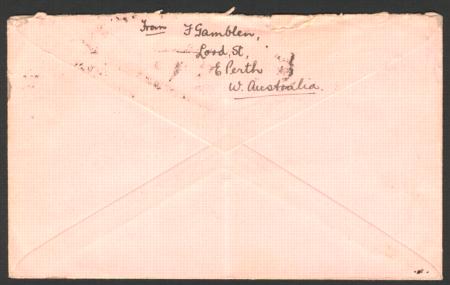 From F Gamblen,
Lord St,
E Perth
W. Australia.